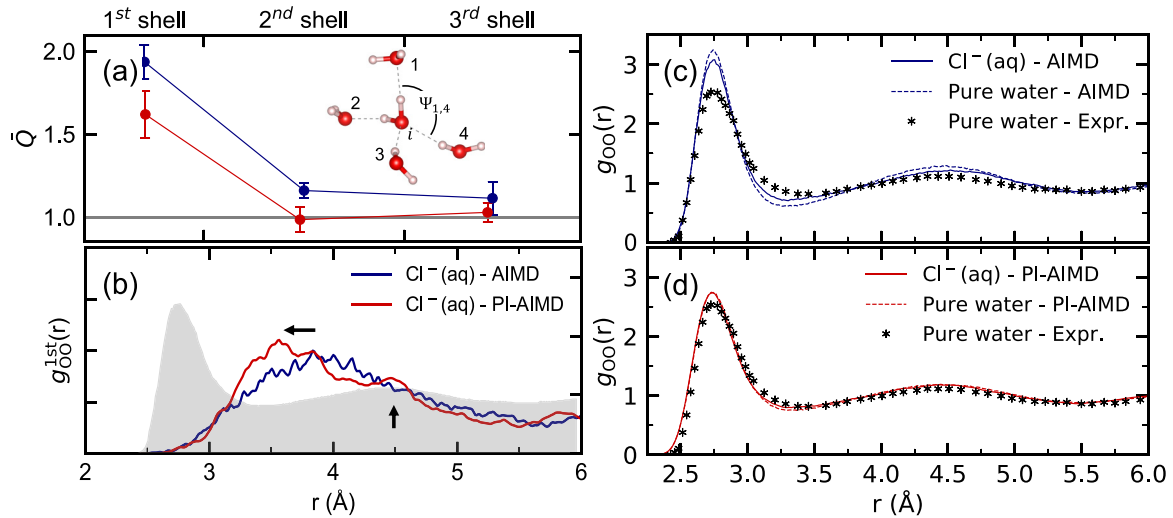 1st shell 2nd shell 3rd shell
(a)
2.0
1.5
1.0
Q̄
1
2
3
4
i
Ψ1,4
(b)
Cl−(aq) - AIMD
Cl−(aq) - PI-AIMD
g1stOO(r)
2 3 4 5 6
r (Å)
(c)
3
2
1
0
gOO(r)
Cl−(aq) - AIMD
Pure water - AIMD
Pure water - Expr.
(d)
3
2
1
0
gOO(r)
Cl−(aq) - PI-AIMD
Pure water - PI-AIMD
Pure water - Expr.
2.5 3.0 3.5 4.0 4.5 5.0 5.5 6.0
r (Å)